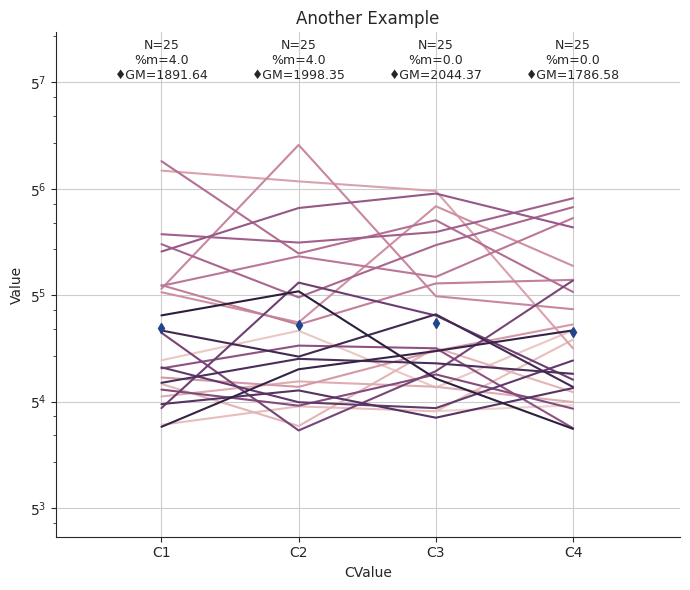 Another Example
N=25 N=25 N=25 N=25
%m=4.0 %m=4.0 %m=0.0 %m=0.0
♦GM=1891.64 ♦GM=1998.35 ♦GM=2044.37 ♦GM=1786.58
5⁷
5⁶
5⁵
5⁴
5³
Value
C1 C2 C3 C4
CValue